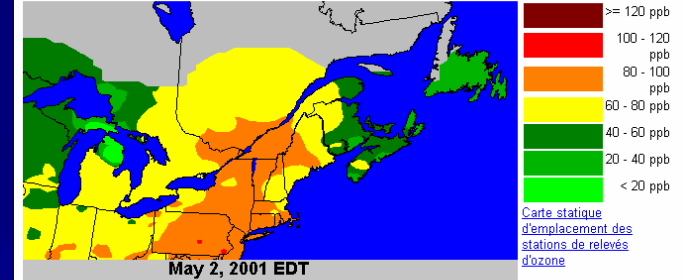 >= 120 ppb
100 - 120
ppb
80 - 100
ppb
60 - 80 ppb
40 - 60 ppb
20 - 40 ppb
< 20 ppb
Carte statique
d'emplacement des
stations de relevés
d'ozone
May 2, 2001 EDT